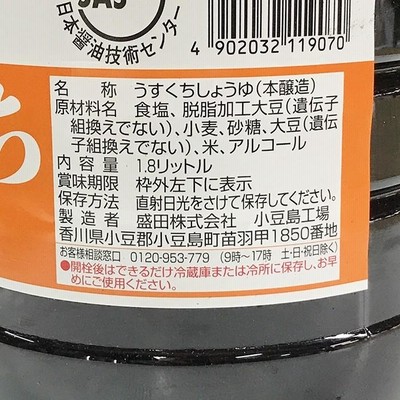 JAS
日本醤油技術センター
4 902032 119070
ち
名称 うすくちしょうゆ(本醸造)
原材料名 食塩、脱脂加工大豆(遺伝子
組換えでない)、小麦、砂糖、大豆(遺伝
子組換えでない)、米、アルコール
内容量 1.8リットル
賞味期限 枠外左下に表示
保存方法 直射日光をさけて保存してください。
製造者 盛田株式会社 小豆島工場
香川県小豆郡小豆島町苗羽甲1850番地
お客様相談窓口 0120-953-779 (9時〜17時 土・日・祝日除く)
●開栓後はできるだけ冷蔵庫または冷所に保存し、お早
めにご使用ください。